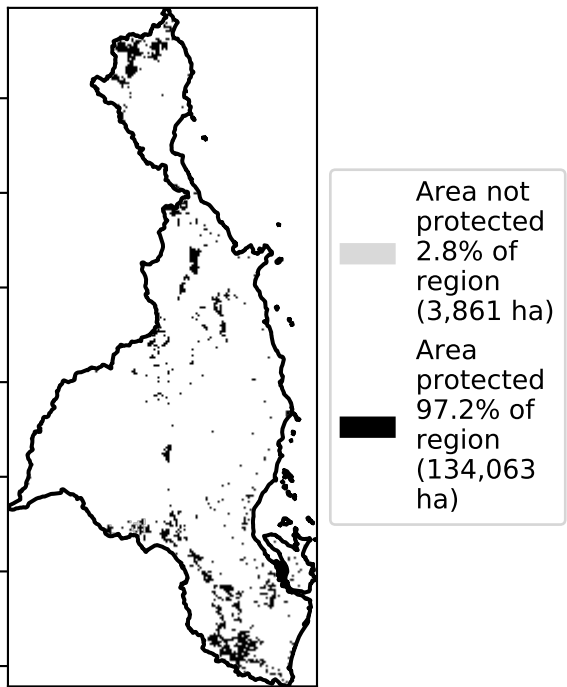 Area not
protected
2.8% of
region
(3,861 ha)
Area
protected
97.2% of
region
(134,063
ha)